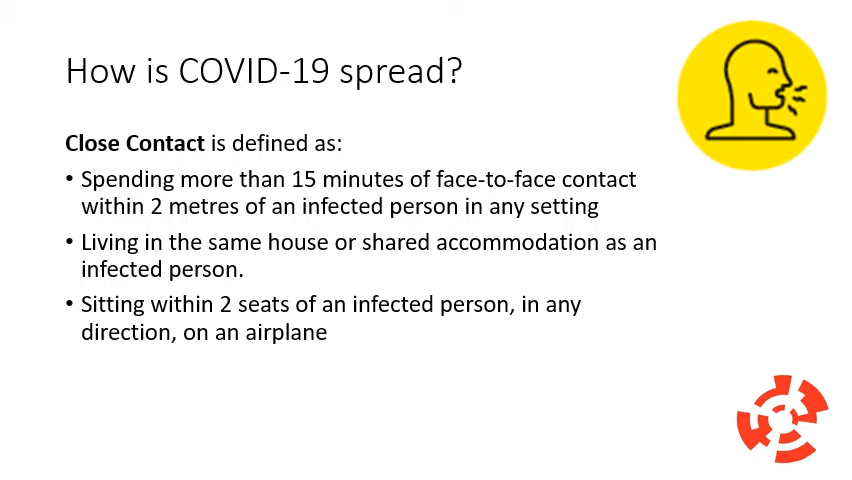 How is COVID-19 spread?
Close Contact is defined as:
• Spending more than 15 minutes of face-to-face contact
within 2 metres of an infected person in any setting
• Living in the same house or shared accommodation as an
infected person.
• Sitting within 2 seats of an infected person, in any
direction, on an airplane